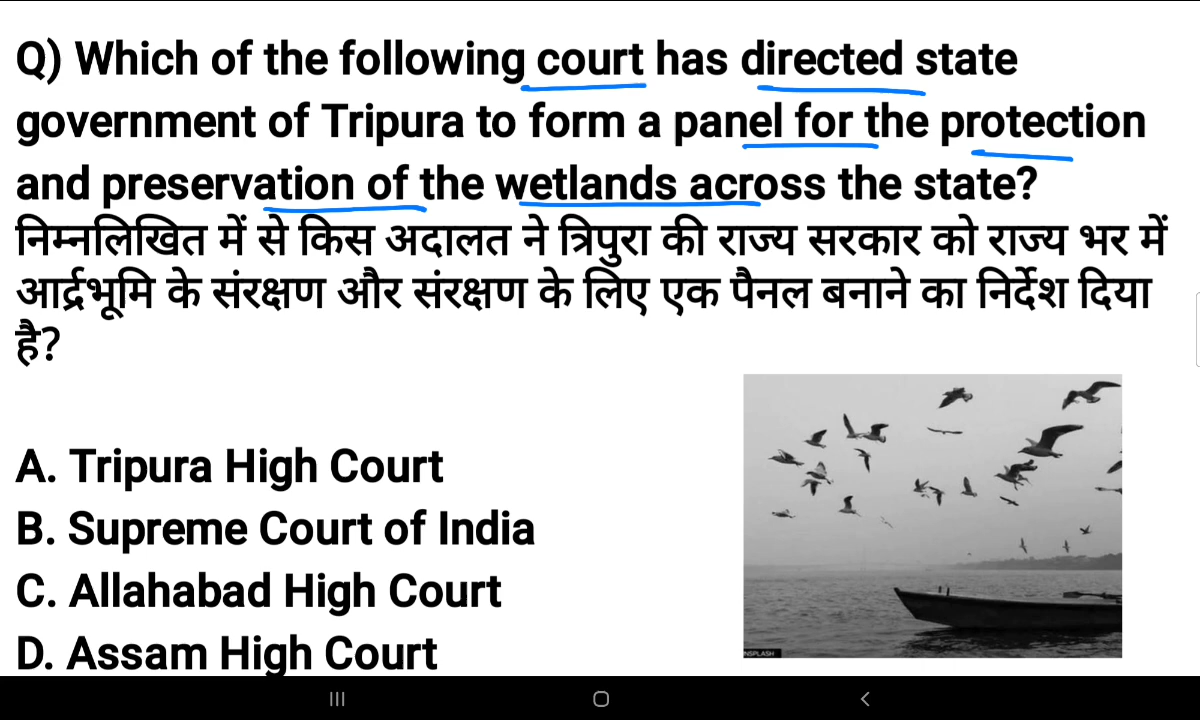 Q) Which of the following court has directed state
government of Tripura to form a panel for the protection
and preservation of the wetlands across the state?
निम्नलिखित में से किस अदालत ने त्रिपुरा की राज्य सरकार को राज्य भर में
आर्द्रभूमि के संरक्षण और संरक्षण के लिए एक पैनल बनाने का निर्देश दिया
है?
A. Tripura High Court
B. Supreme Court of India
C. Allahabad High Court
D. Assam High Court
NSPLASH